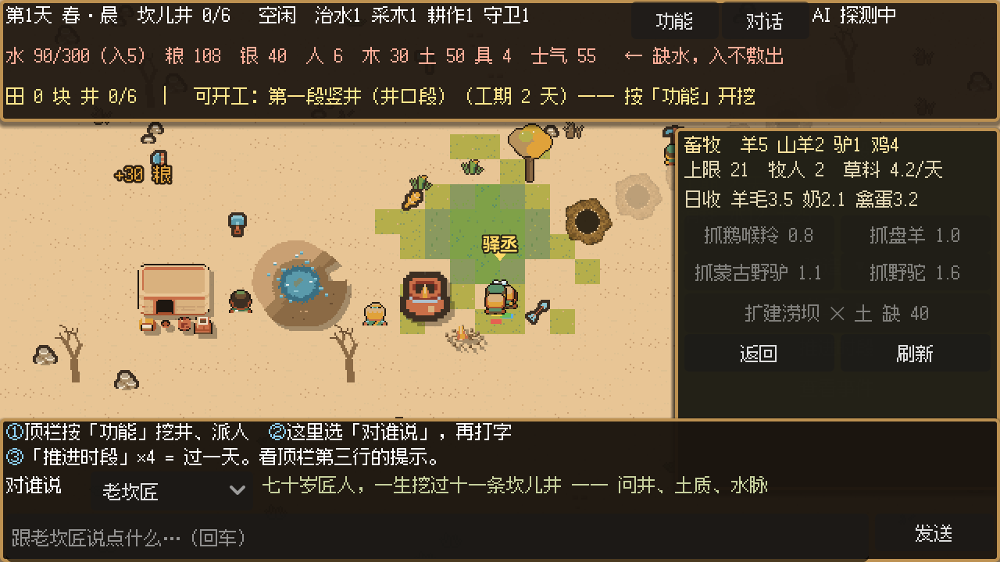 第1天 春·晨 坎儿井 0/6 空闲 治水1 采木1 耕作1 守卫1 功能 对话 AI 探测中
水 90/300 (入5) 粮 108 银 40 人 6 木 30 土 50 具 4 士气 55 ← 缺水，入不敷出
田 0 块 井 0/6 | 可开工：第一段竖井（井口段）（工期 2 天）—— 按「功能」开挖
+30 粮
驿丞
畜牧 羊5 山羊2 驴1 鸡4
上限 21 牧人 2 草料 4.2/天
日收 羊毛3.5 奶2.1 禽蛋3.2
抓鹅喉羚 0.8 抓盘羊 1.0
抓蒙古野驴 1.1 抓野驼 1.6
扩建涝坝 × 土 缺 40
返回 刷新
①顶栏按「功能」挖井、派人 ②这里选「对谁说」，再打字
③「推进时段」×4 = 过一天。看顶栏第三行的提示。
对谁说 老坎匠 七十岁匠人，一生挖过十一条坎儿井 —— 问井、土质、水脉
跟老坎匠说点什么…（回车） 发送